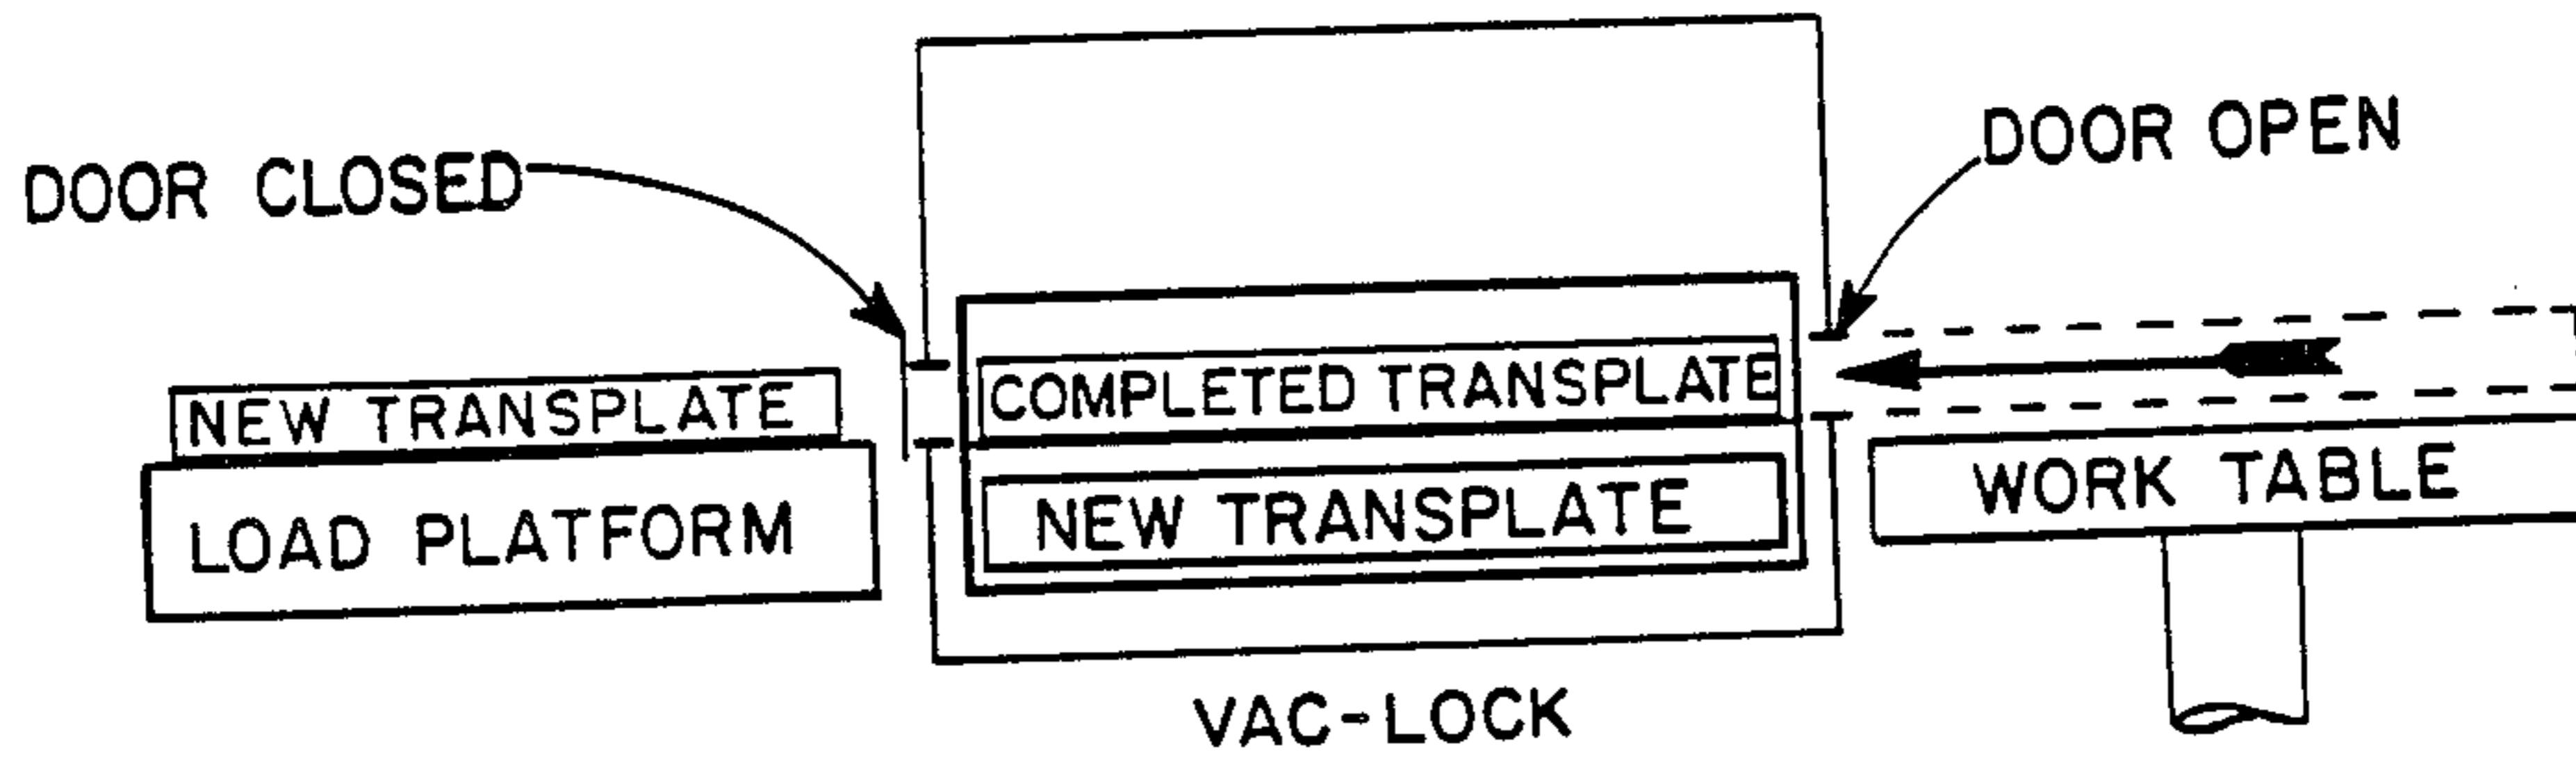 DOOR CLOSED
DOOR OPEN
NEW TRANSPLATE
LOAD PLATFORM
COMPLETED TRANSPLATE
NEW TRANSPLATE
WORK TABLE
VAC-LOCK